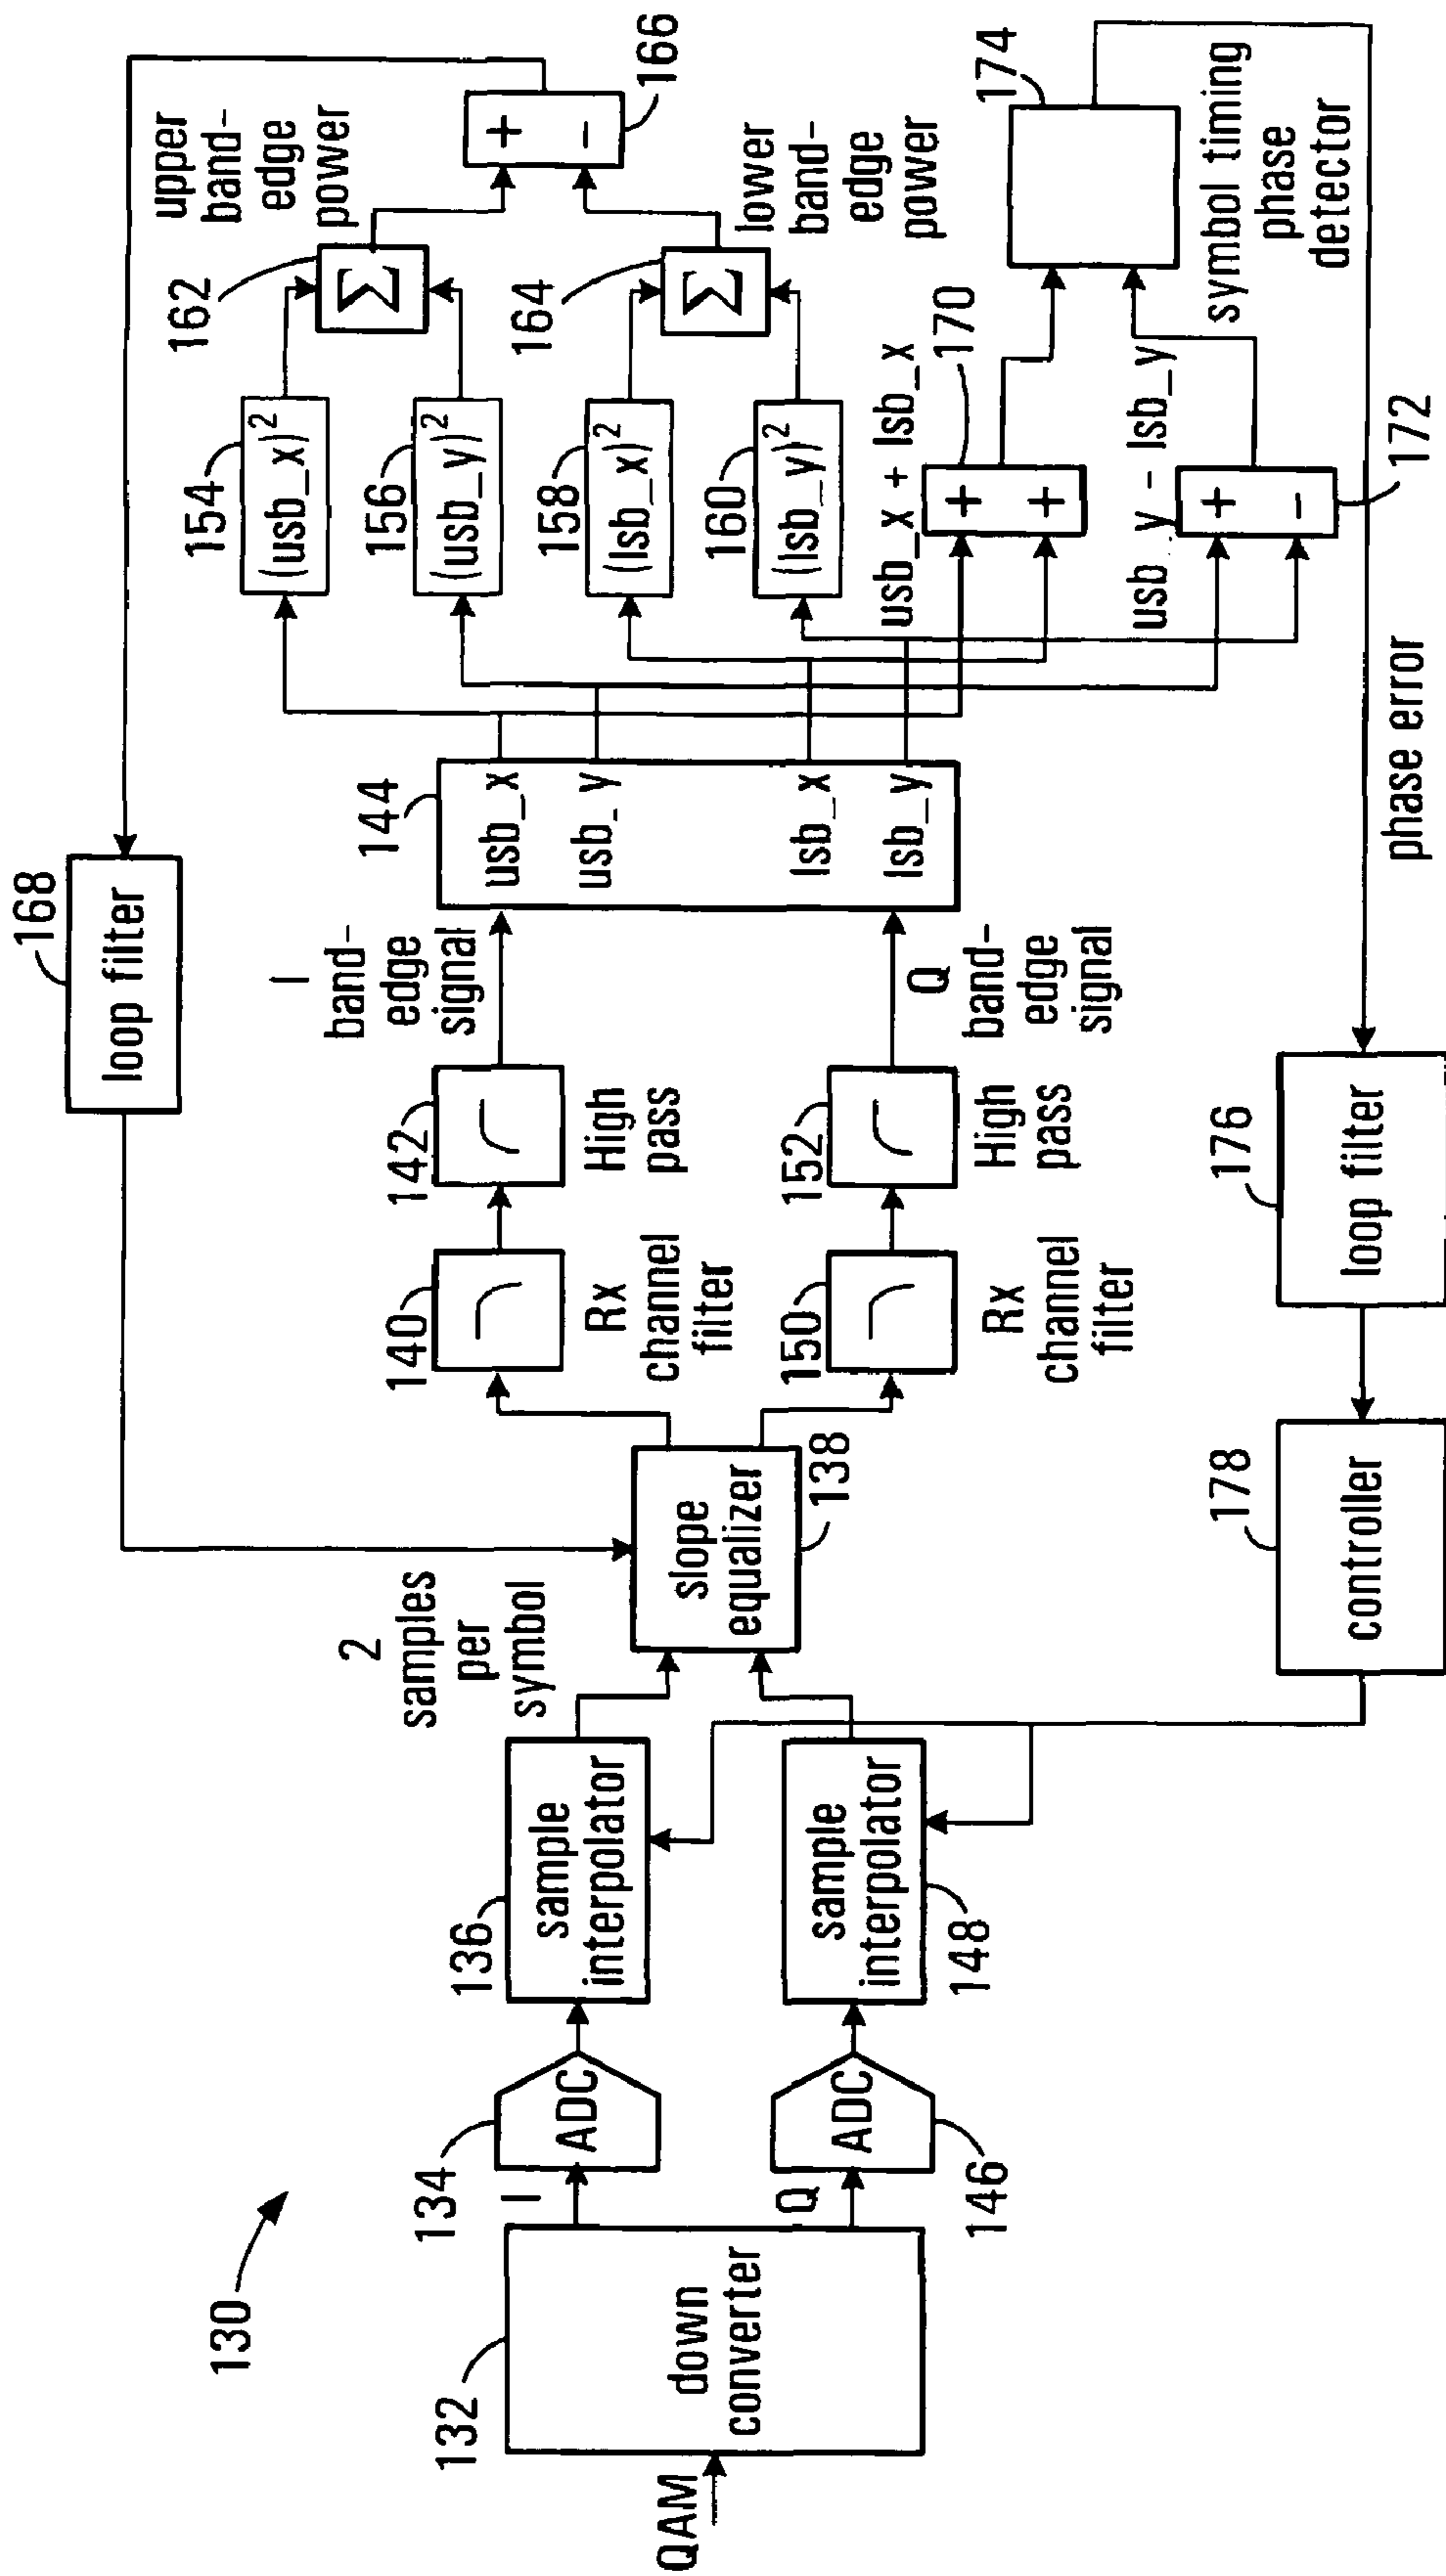 130
QAM
132
down
converter
I
Q
134
ADC
146
ADC
136
sample
interpolator
148
sample
interpolator
2
samples
per
symbol
slope
equalizer
138
168
loop filter
140
Rx
channel
filter
142
High
pass
150
Rx
channel
filter
152
High
pass
I
band-
edge
signal
Q
band-
edge
signal
144
usb_x
usb_y
lsb_x
lsb_y
154
(usb_x)²
156
(usb_y)²
158
(lsb_x)²
160
(lsb_y)²
162
Σ
164
Σ
upper
band-
edge
power
lower
band-
edge
power
+
-
166
usb_x + lsb_x
+
+
170
usb_y - lsb_y
+
-
172
174
symbol timing
phase
detector
phase error
176
loop filter
178
controller